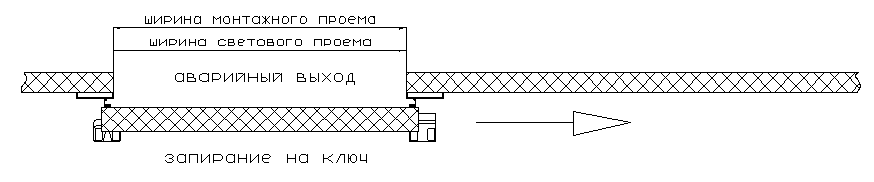 ширина монтажного проема
ширина светового проема
аварийный выход
запирание на ключ